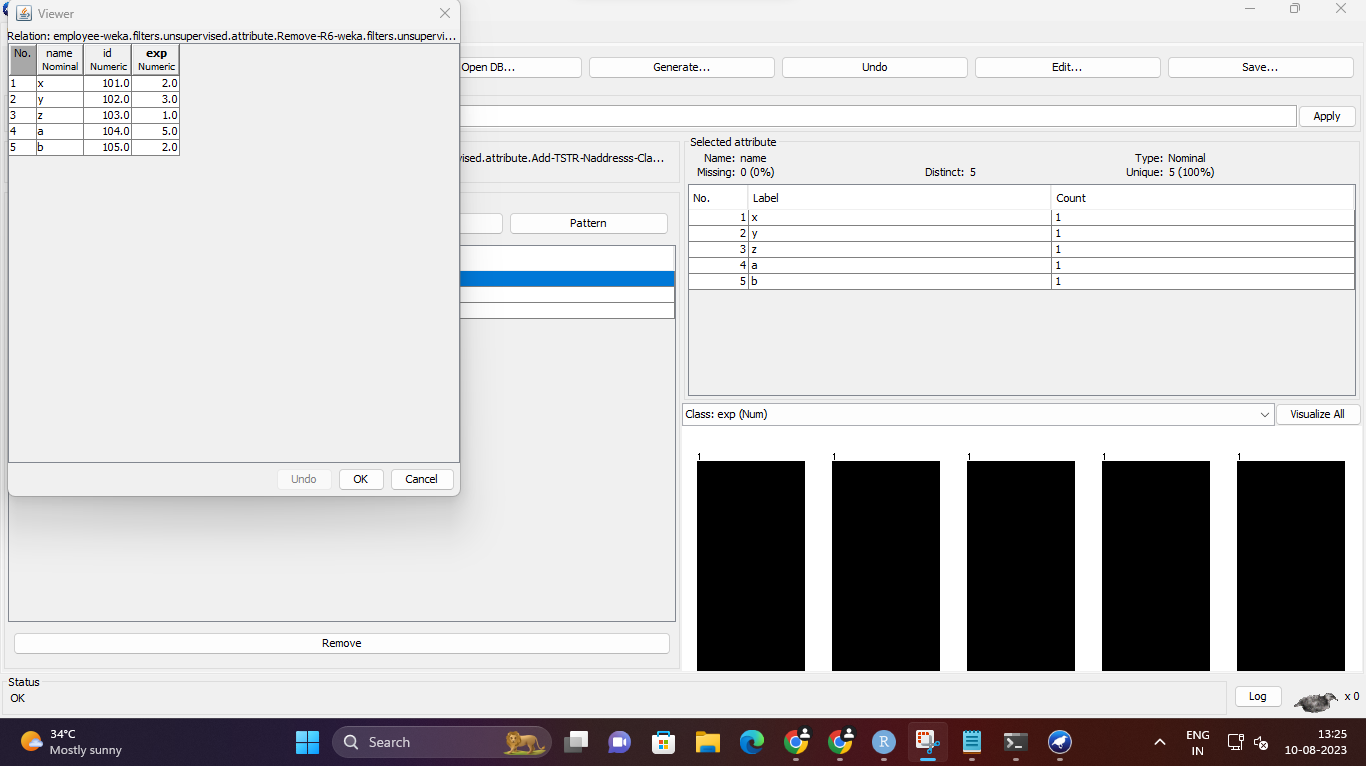 Viewer
Relation: employee-weka.filters.unsupervised.attribute.Remove-R6-weka.filters.unsupervi...
No. name id exp
Nominal Numeric Numeric
1 x 101.0 2.0
2 y 102.0 3.0
3 z 103.0 1.0
4 a 104.0 5.0
5 b 105.0 2.0
Undo OK Cancel
Open DB... Generate... Undo Edit... Save...
Apply
vised.attribute.Add-TSTR-Naddresss-Cla...
Pattern
Remove
Selected attribute
Name: name Type: Nominal
Missing: 0 (0%) Distinct: 5 Unique: 5 (100%)
No. Label Count
1 x 1
2 y 1
3 z 1
4 a 1
5 b 1
Class: exp (Num) Visualize All
1 1 1 1 1
Status
OK
Log x 0
34°C
Mostly sunny
Search
R
ENG
IN
13:25
10-08-2023